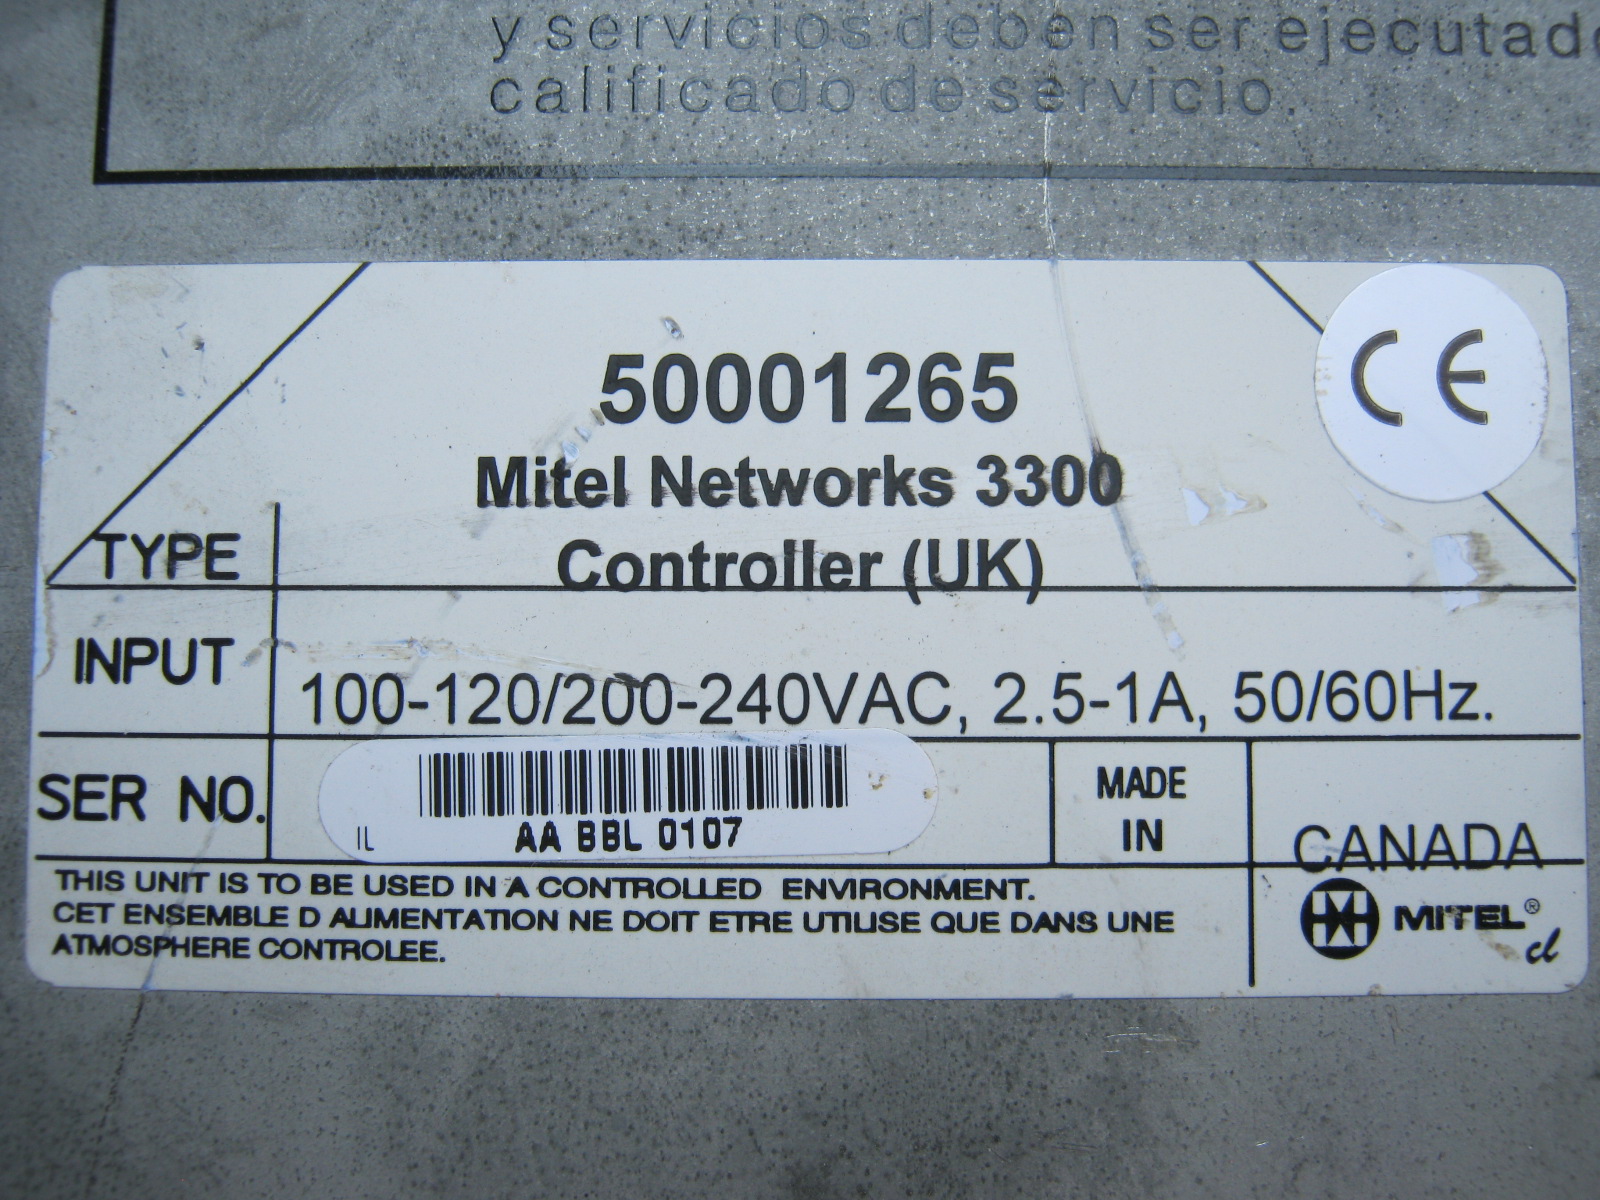 y servicios deben ser ejecutad
calificado de servicio.
50001265
Mitel Networks 3300
Controller (UK)
CE
TYPE
INPUT
100-120/200-240VAC, 2.5-1A, 50/60Hz.
SER NO.
IL
AA BBL 0107
MADE
IN
CANADA
THIS UNIT IS TO BE USED IN A CONTROLLED ENVIRONMENT.
CET ENSEMBLE D ALIMENTATION NE DOIT ETRE UTILISE QUE DANS UNE
ATMOSPHERE CONTROLEE.
MITEL®
cl